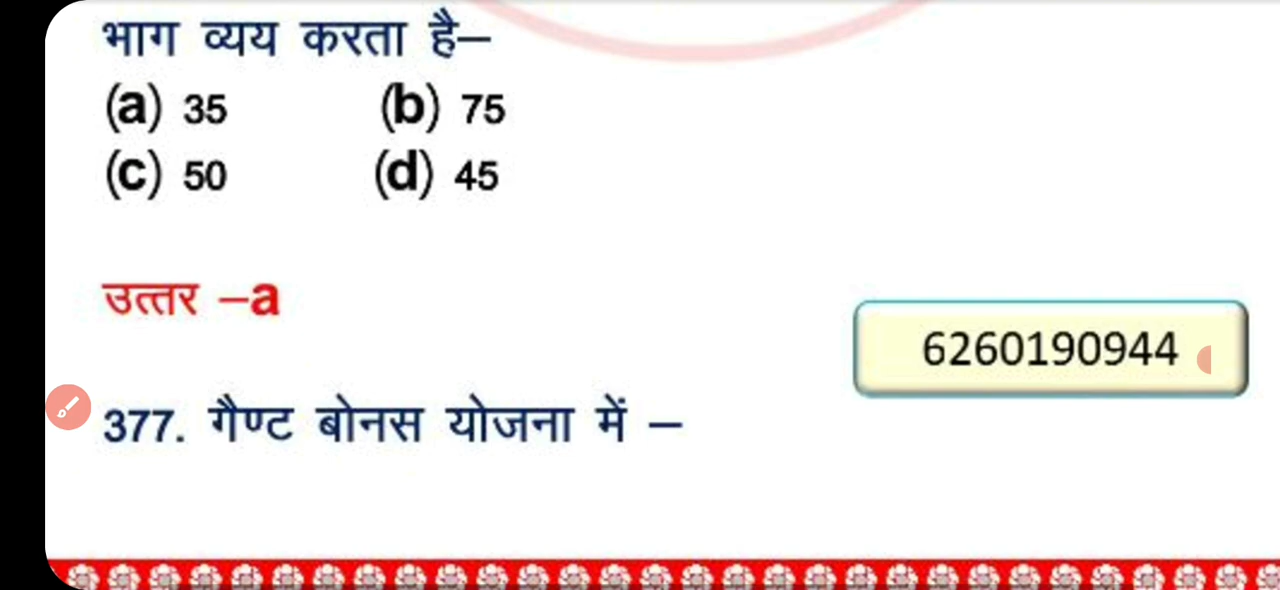 भाग व्यय करता है–
(a) 35 (b) 75
(c) 50 (d) 45
उत्तर –a
6260190944
377. गैण्ट बोनस योजना में –